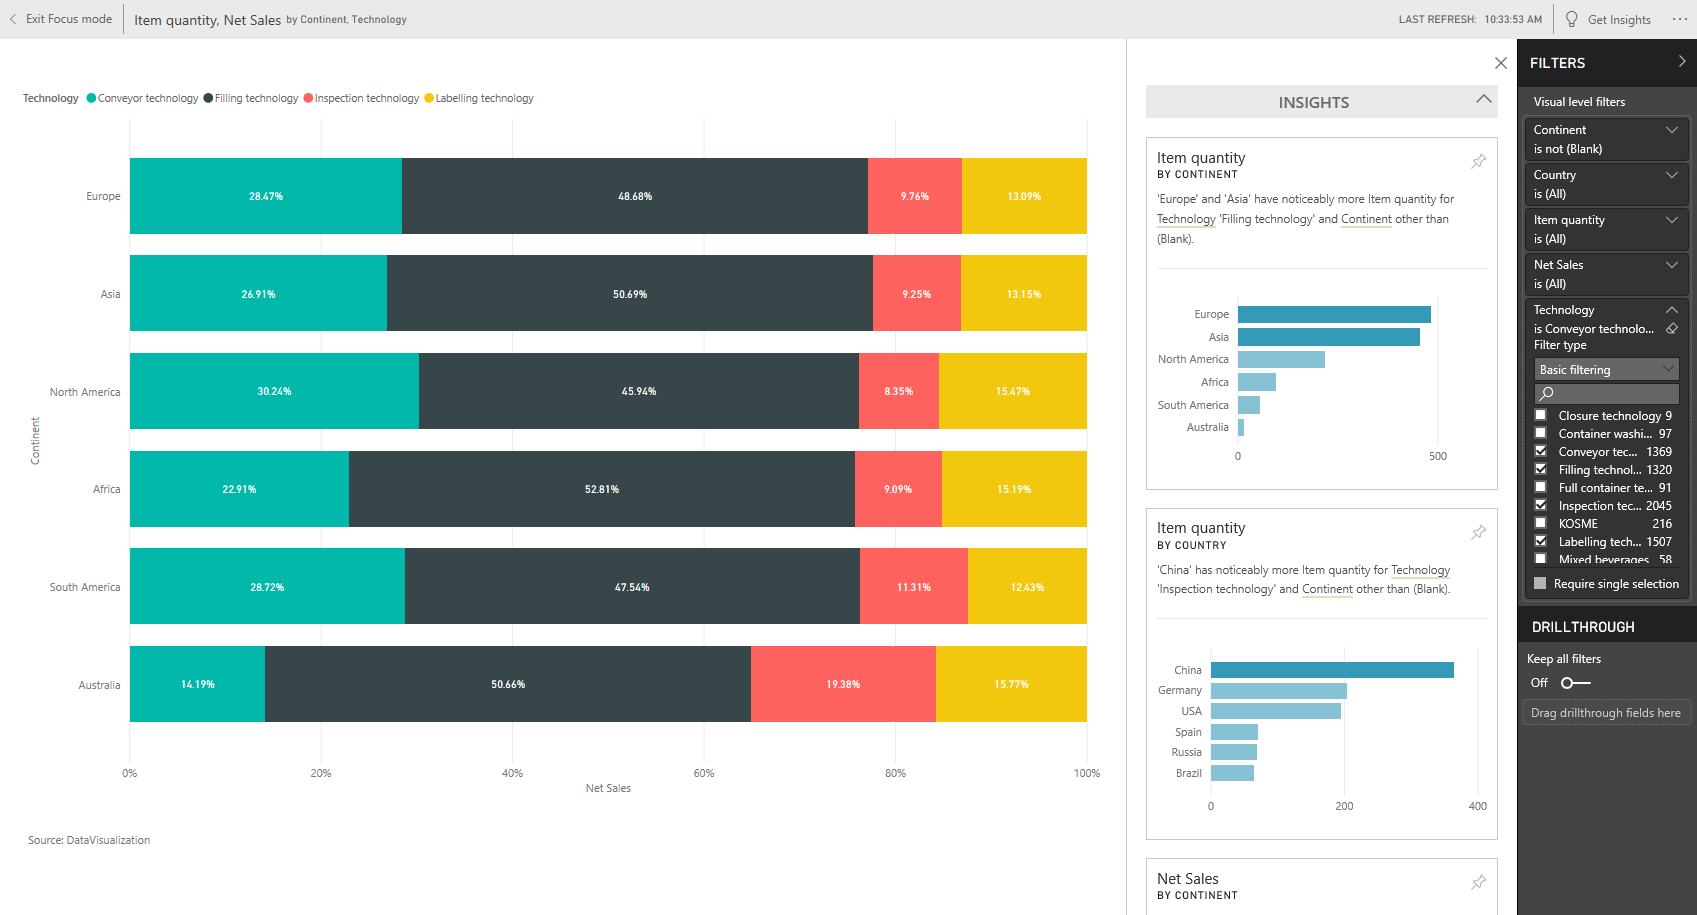 Exit Focus mode
Item quantity, Net Sales by Continent, Technology
LAST REFRESH: 10:33:53 AM
Get Insights
Technology Conveyor technology Filling technology Inspection technology Labelling technology
Continent
Europe 28.47% 48.68% 9.76% 13.09%
Asia 26.91% 50.69% 9.25% 13.15%
North America 30.24% 45.94% 8.35% 15.47%
Africa 22.91% 52.81% 9.09% 15.19%
South America 28.72% 47.54% 11.31% 12.43%
Australia 14.19% 50.66% 19.38% 15.77%
0% 20% 40% 60% 80% 100%
Net Sales
Source: DataVisualization
INSIGHTS
Item quantity
BY CONTINENT
'Europe' and 'Asia' have noticeably more Item quantity for
Technology 'Filling technology' and Continent other than
(Blank).
Europe
Asia
North America
Africa
South America
Australia
0 500
Item quantity
BY COUNTRY
'China' has noticeably more Item quantity for Technology
'Inspection technology' and Continent other than (Blank).
China
Germany
USA
Spain
Russia
Brazil
0 200 400
Net Sales
BY CONTINENT
FILTERS
Visual level filters
Continent
is not (Blank)
Country
is (All)
Item quantity
is (All)
Net Sales
is (All)
Technology
is Conveyor technolo...
Filter type
Basic filtering
Closure technology 9
Container washi... 97
Conveyor tec... 1369
Filling technol... 1320
Full container te... 91
Inspection tec... 2045
KOSME 216
Labelling tech... 1507
Mixed beverages 58
Require single selection
DRILLTHROUGH
Keep all filters
Off
Drag drillthrough fields here